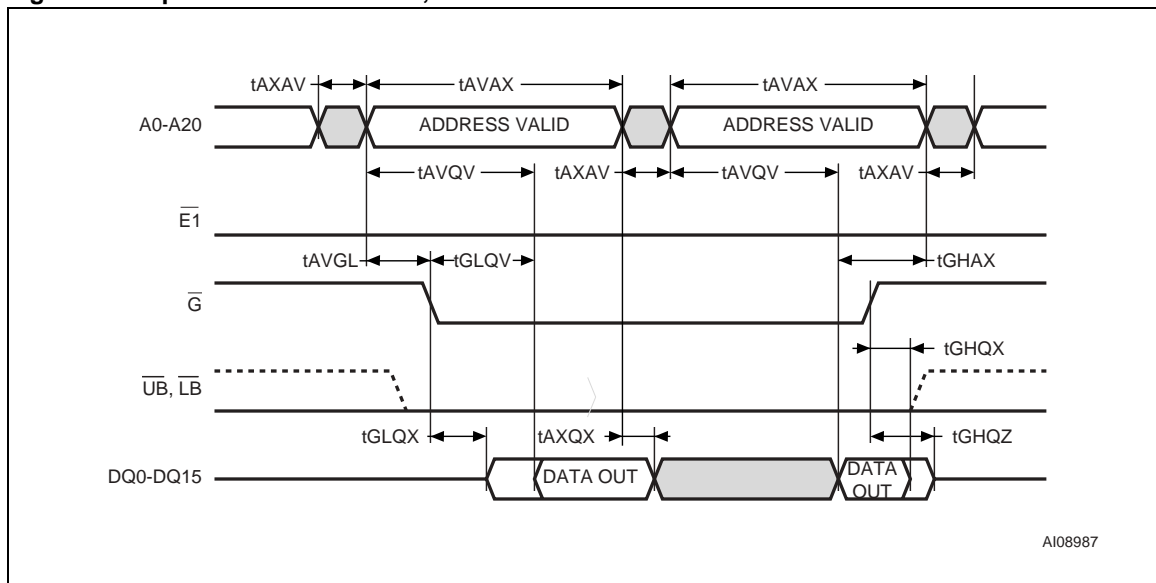 tAXAV
tAVAX
tAVAX
A0-A20
ADDRESS VALID
ADDRESS VALID
tAVQV
tAXAV
tAVQV
tAXAV
E1
tAVGL
tGLQV
tGHAX
G
tGHQX
UB, LB
tGLQX
tAXQX
tGHQZ
DQ0-DQ15
DATA OUT
DATA
OUT
AI08987